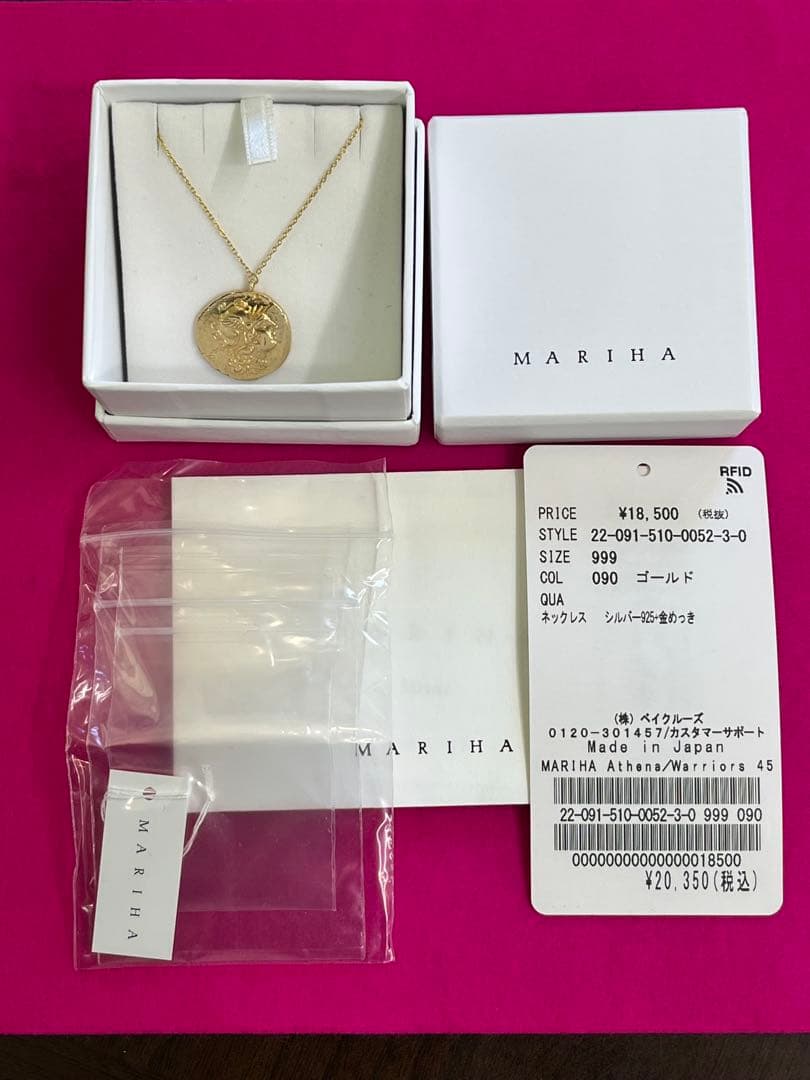 MARIHA
RFID
PRICE ¥18,500 (税抜)
STYLE 22-091-510-0052-3-0
SIZE 999
COL 090 ゴールド
QUA
ネックレス シルバー925+金めっき
(株) ベイクルーズ
0120-301457/カスタマーサポート
Made in Japan
MARIHA Athena/Warriors 45
22-091-510-0052-3-0 999 090
00000000000000018500
¥20,350(税込)
MARIHA
MARIHA